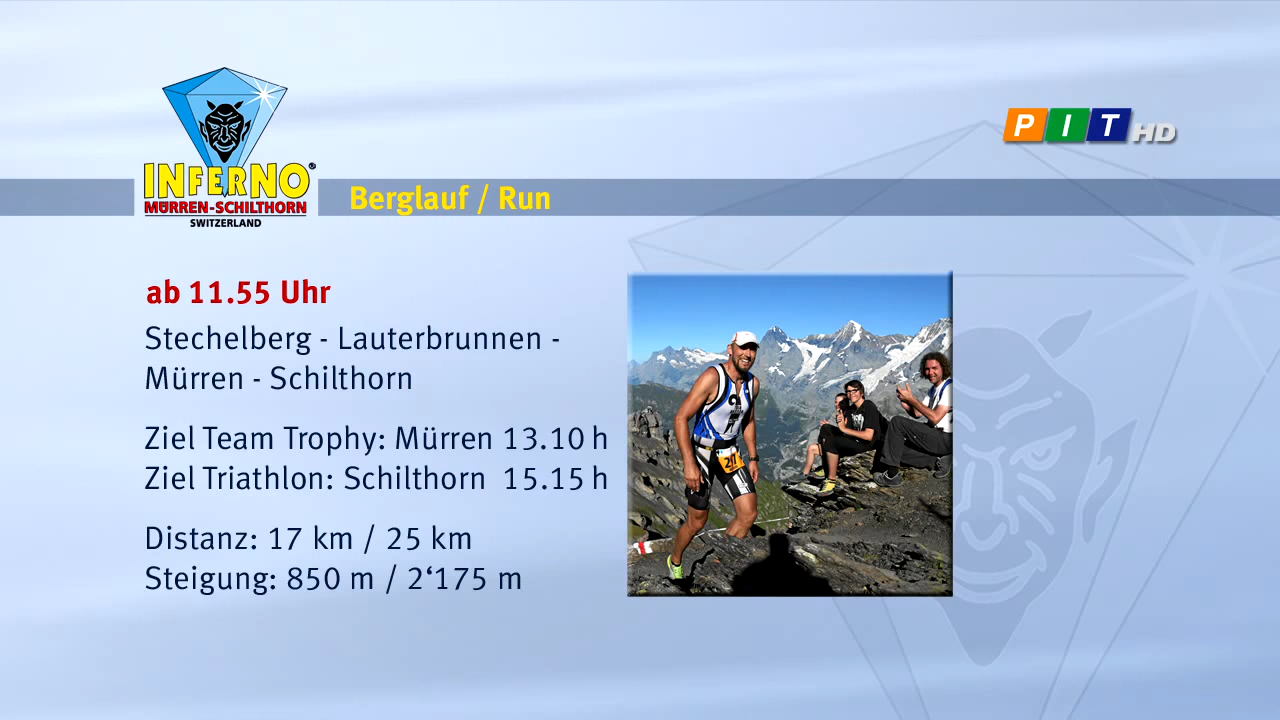 INFERNO®
MÜRREN-SCHILTHORN
SWITZERLAND
PIT HD
Berglauf / Run
ab 11.55 Uhr
Stechelberg - Lauterbrunnen -
Mürren - Schilthorn
Ziel Team Trophy: Mürren 13.10 h
Ziel Triathlon: Schilthorn 15.15 h
Distanz: 17 km / 25 km
Steigung: 850 m / 2‘175 m